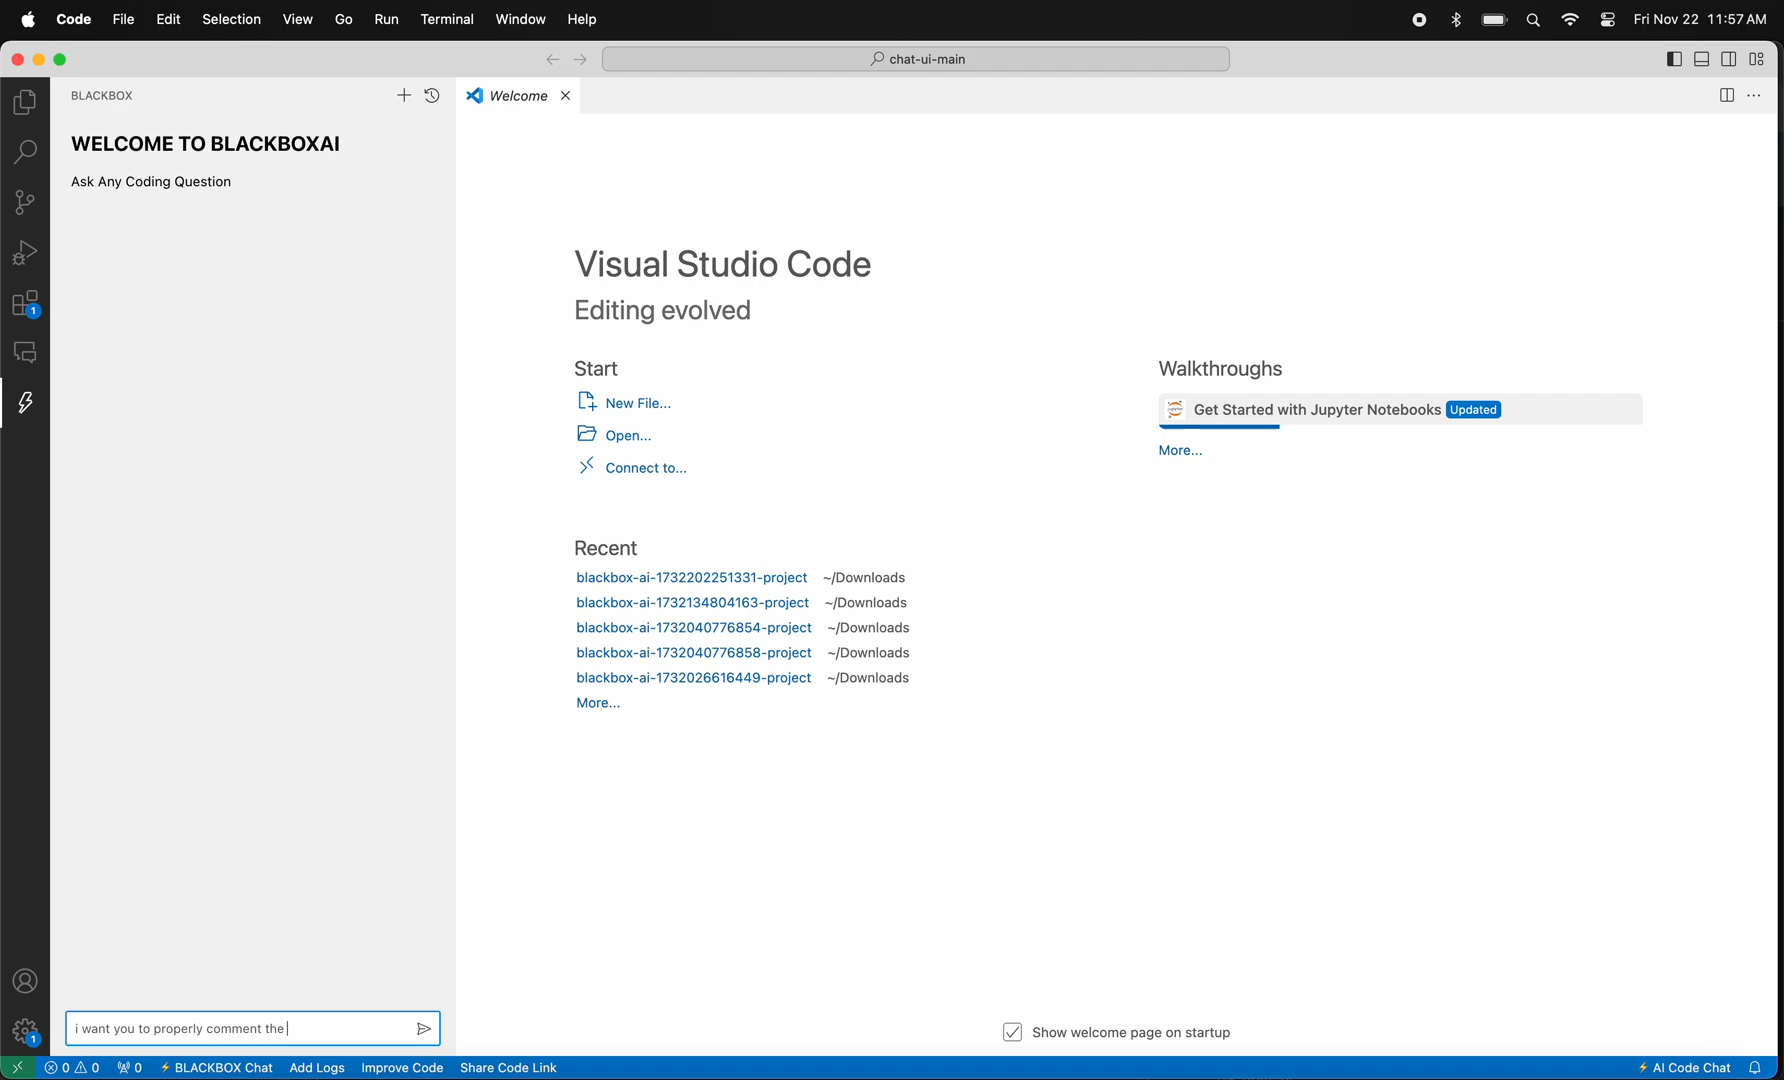 Code File Edit Selection View Go Run Terminal Window Help Fri Nov 22 11:57 AM
chat-ui-main
BLACKBOX
Welcome
WELCOME TO BLACKBOXAI
Ask Any Coding Question
Visual Studio Code
Editing evolved
Start
New File...
Open...
Connect to...
Walkthroughs
Get Started with Jupyter Notebooks Updated
More...
Recent
blackbox-ai-1732202251331-project ~/Downloads
blackbox-ai-1732134804163-project ~/Downloads
blackbox-ai-1732040776854-project ~/Downloads
blackbox-ai-1732040776858-project ~/Downloads
blackbox-ai-1732026616449-project ~/Downloads
More...
1
i want you to properly comment the
Show welcome page on startup
1
0 0 0 BLACKBOX Chat Add Logs Improve Code Share Code Link AI Code Chat